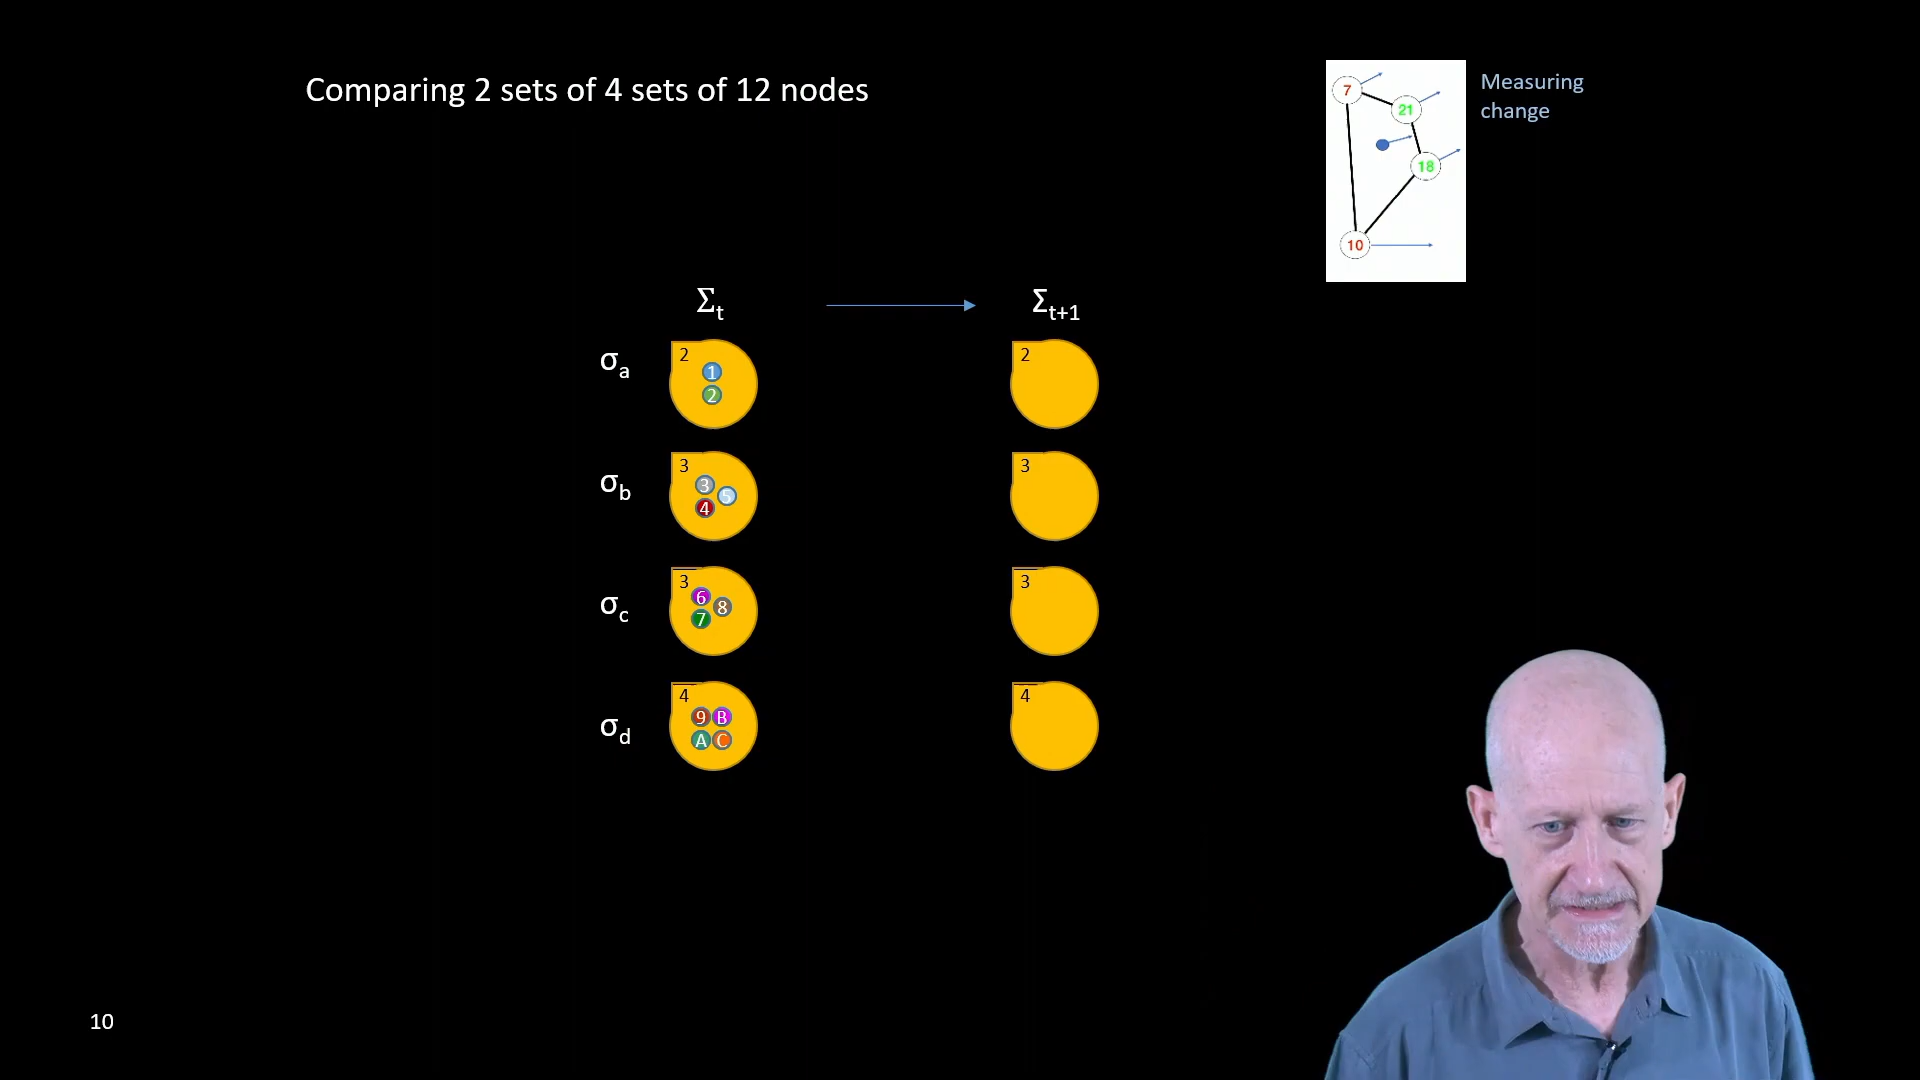 Comparing 2 sets of 4 sets of 12 nodes
7
21
18
10
Measuring
change
Σt
Σt+1
σa
2
1
2
2
σb
3
3
5
4
3
σc
3
6
8
7
3
σd
4
9 B
A C
4
10